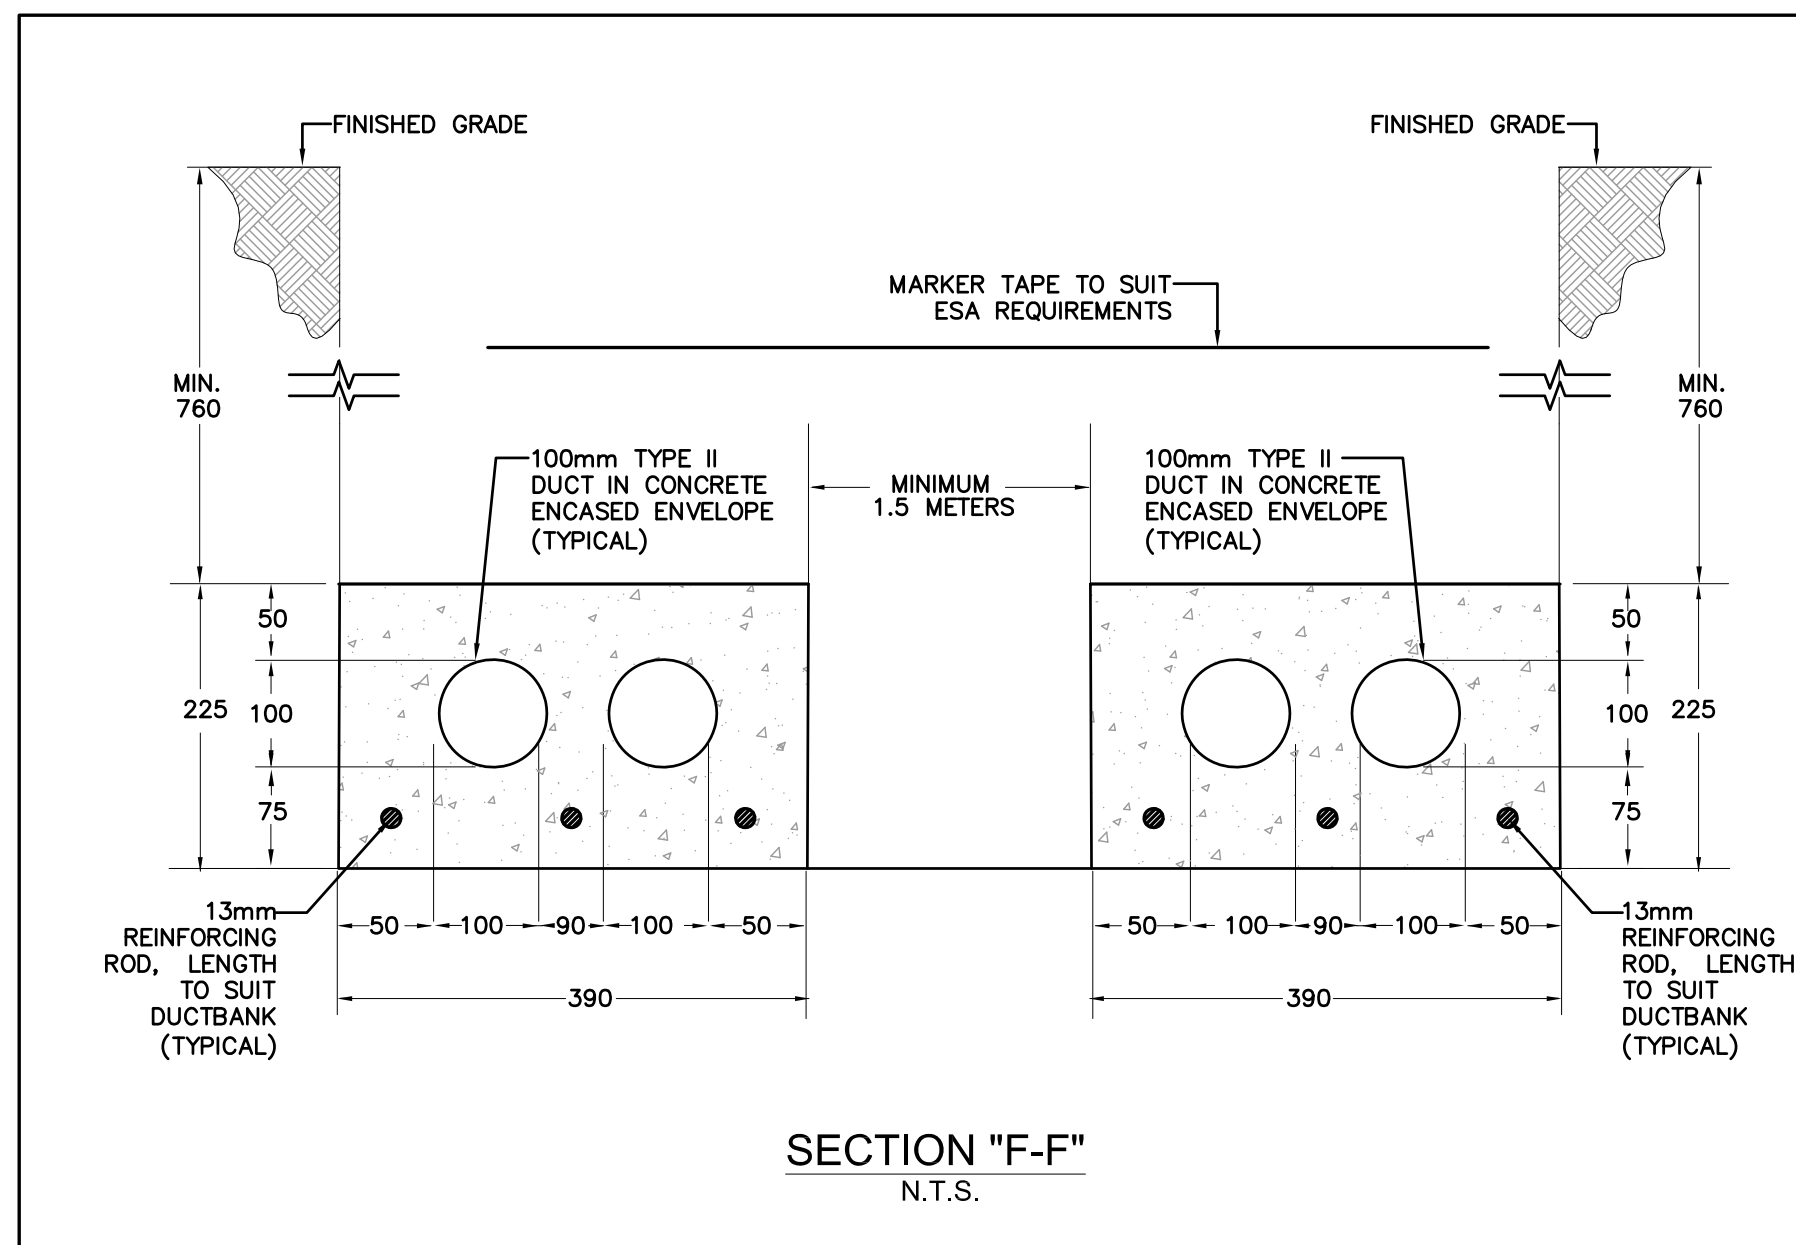 FINISHED GRADE
FINISHED GRADE
MARKER TAPE TO SUIT
ESA REQUIREMENTS
MIN.
760
MIN.
760
100mm TYPE II
DUCT IN CONCRETE
ENCASED ENVELOPE
(TYPICAL)
MINIMUM
1.5 METERS
100mm TYPE II
DUCT IN CONCRETE
ENCASED ENVELOPE
(TYPICAL)
50
225
100
75
50
100
225
75
13mm
REINFORCING
ROD, LENGTH
TO SUIT
DUCTBANK
(TYPICAL)
50 100 90 100 50
390
50 100 90 100 50
390
13mm
REINFORCING
ROD, LENGTH
TO SUIT
DUCTBANK
(TYPICAL)
SECTION "F-F"
N.T.S.